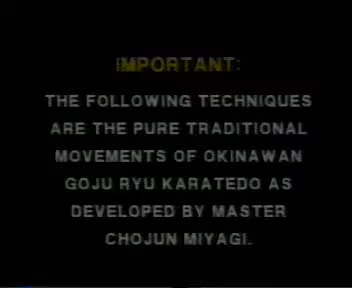 IMPORTANT:
THE FOLLOWING TECHNIQUES
ARE THE PURE TRADITIONAL
MOVEMENTS OF OKINAWAN
GOJU RYU KARATEDO AS
DEVELOPED BY MASTER
CHOJUN MIYAGI.